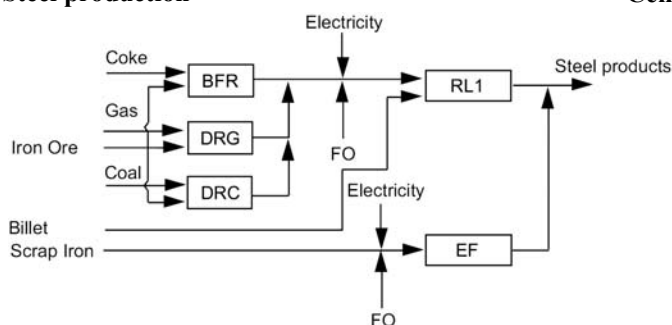 Steel production
Electricity
Coke
BFR
Steel products
RL1
Gas
DRG
Iron Ore
FO
Coal
Electricity
DRC
Billet
Scrap Iron
EF
FO